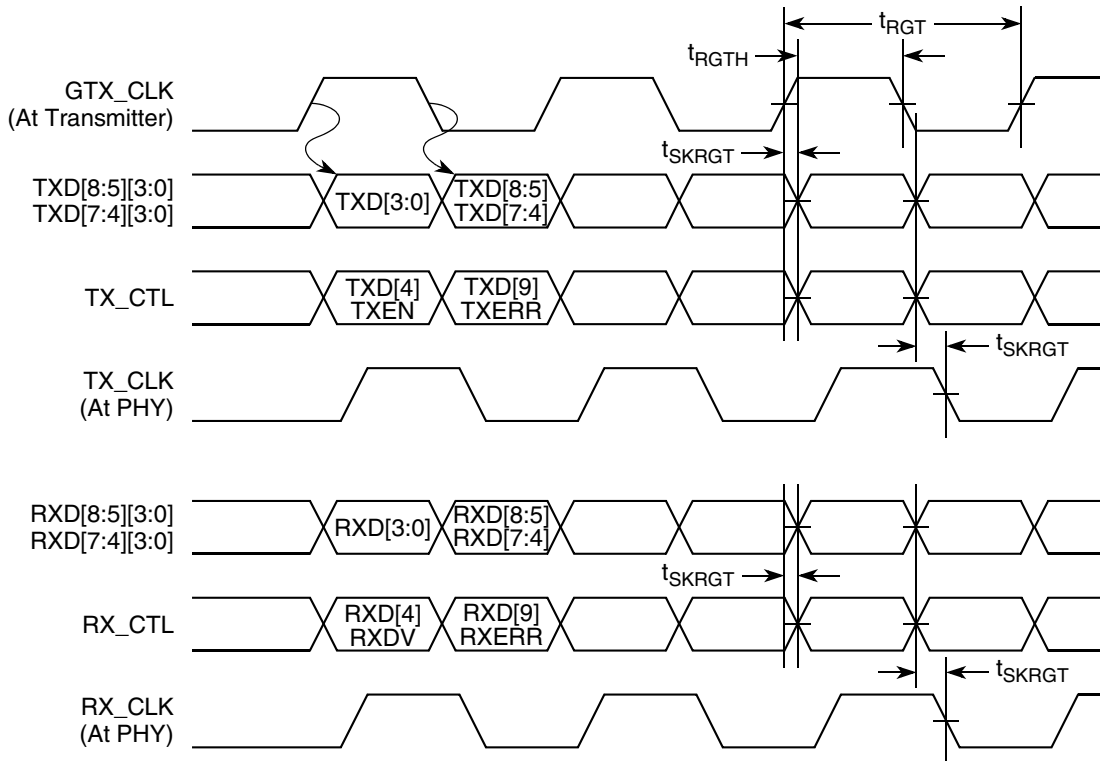 tRGT
tRGTH
GTX_CLK
(At Transmitter)
tSKRGT
TXD[8:5][3:0]
TXD[7:4][3:0]
TXD[3:0]
TXD[8:5]
TXD[7:4]
TX_CTL
TXD[4]
TXEN
TXD[9]
TXERR
tSKRGT
TX_CLK
(At PHY)
RXD[8:5][3:0]
RXD[7:4][3:0]
RXD[3:0]
RXD[8:5]
RXD[7:4]
tSKRGT
RX_CTL
RXD[4]
RXDV
RXD[9]
RXERR
tSKRGT
RX_CLK
(At PHY)